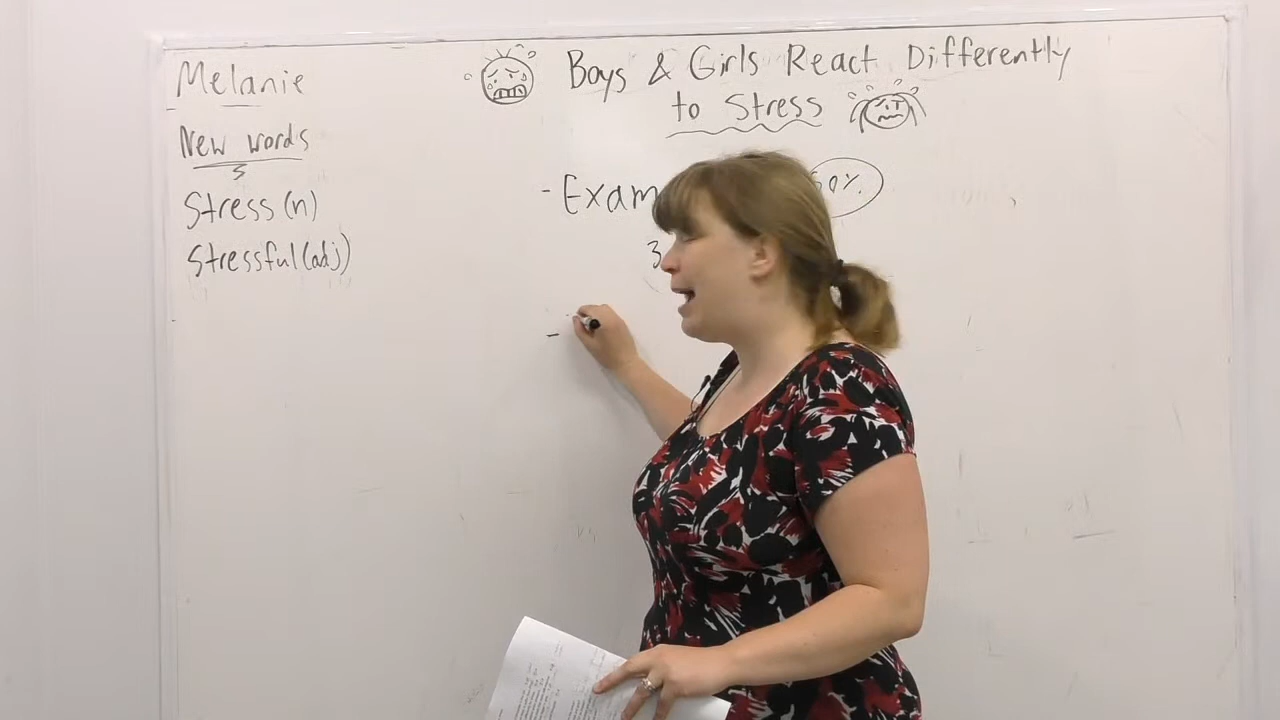 Melanie
Boys & Girls React Differently
to Stress
New words
Stress (n)
Stressful (adj)
- Exam
3
-